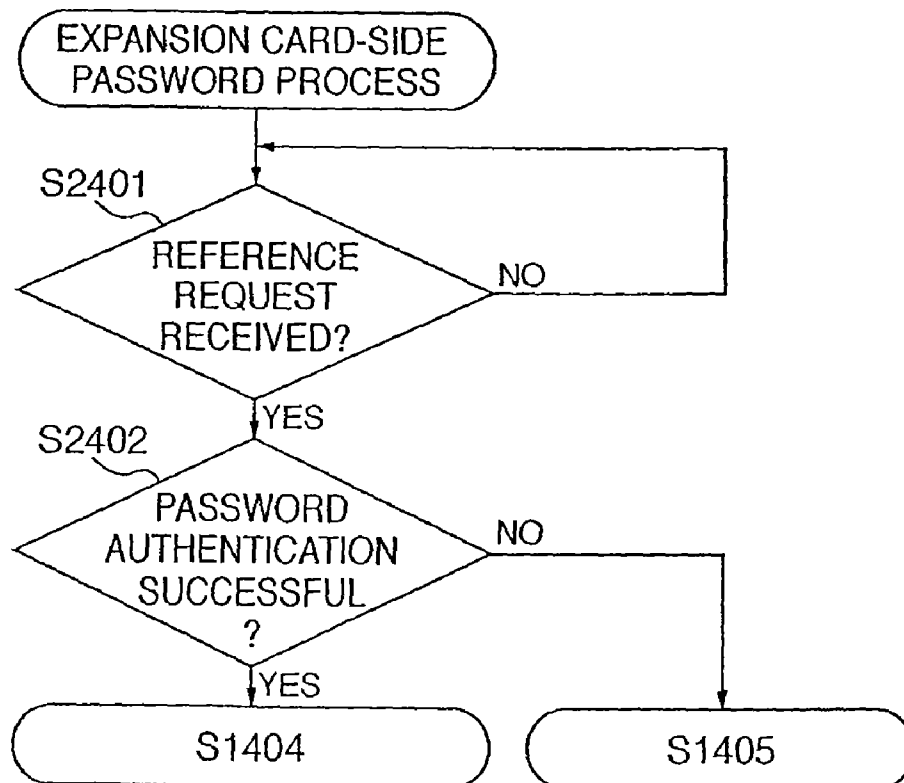 EXPANSION CARD-SIDE
PASSWORD PROCESS
S2401
REFERENCE
REQUEST
RECEIVED?
NO
YES
S2402
PASSWORD
AUTHENTICATION
SUCCESSFUL
?
NO
YES
S1404
S1405